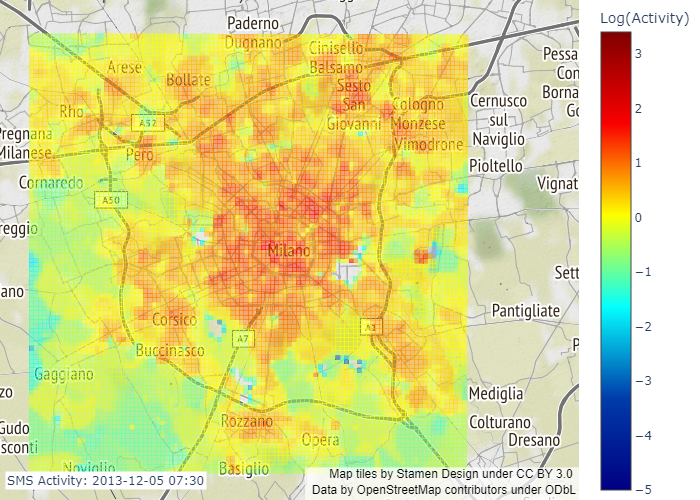 Log(Activity)
Paderno
Dugnano
Cinisello
Balsamo
Arese
Bollate
Sesto
San
Giovanni
Cologno
Monzese
Vimodrone
Rho
A52
Pero
Pregnana
Milanese
Cornaredo
A50
reggio
ano
Milano
Cernusco
sul
Naviglio
Pioltello
Pessa
Con
Borna
Go
Vignat
Sett
Pantigliate
P
Corsico
Buccinasco
A7
Gaggiano
zo
Gudo
sconti
Rozzano
Opera
Basiglio
Noviglio
Mediglia
Colturano
Dresano
3
2
1
0
−1
−2
−3
−4
−5
SMS Activity: 2013-12-05 07:30
Map tiles by Stamen Design under CC BY 3.0
Data by OpenStreetMap contributors under ODbL